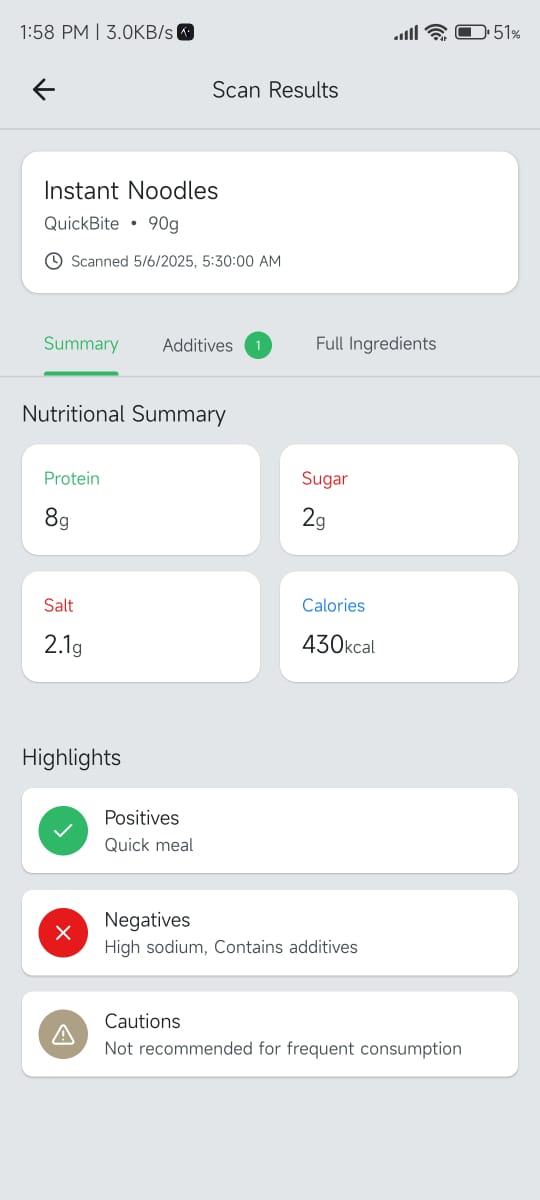 1:58 PM | 3.0KB/s
51%
Scan Results
Instant Noodles
QuickBite • 90g
Scanned 5/6/2025, 5:30:00 AM
Summary
Additives 1
Full Ingredients
Nutritional Summary
Protein
8g
Sugar
2g
Salt
2.1g
Calories
430kcal
Highlights
Positives
Quick meal
Negatives
High sodium, Contains additives
Cautions
Not recommended for frequent consumption